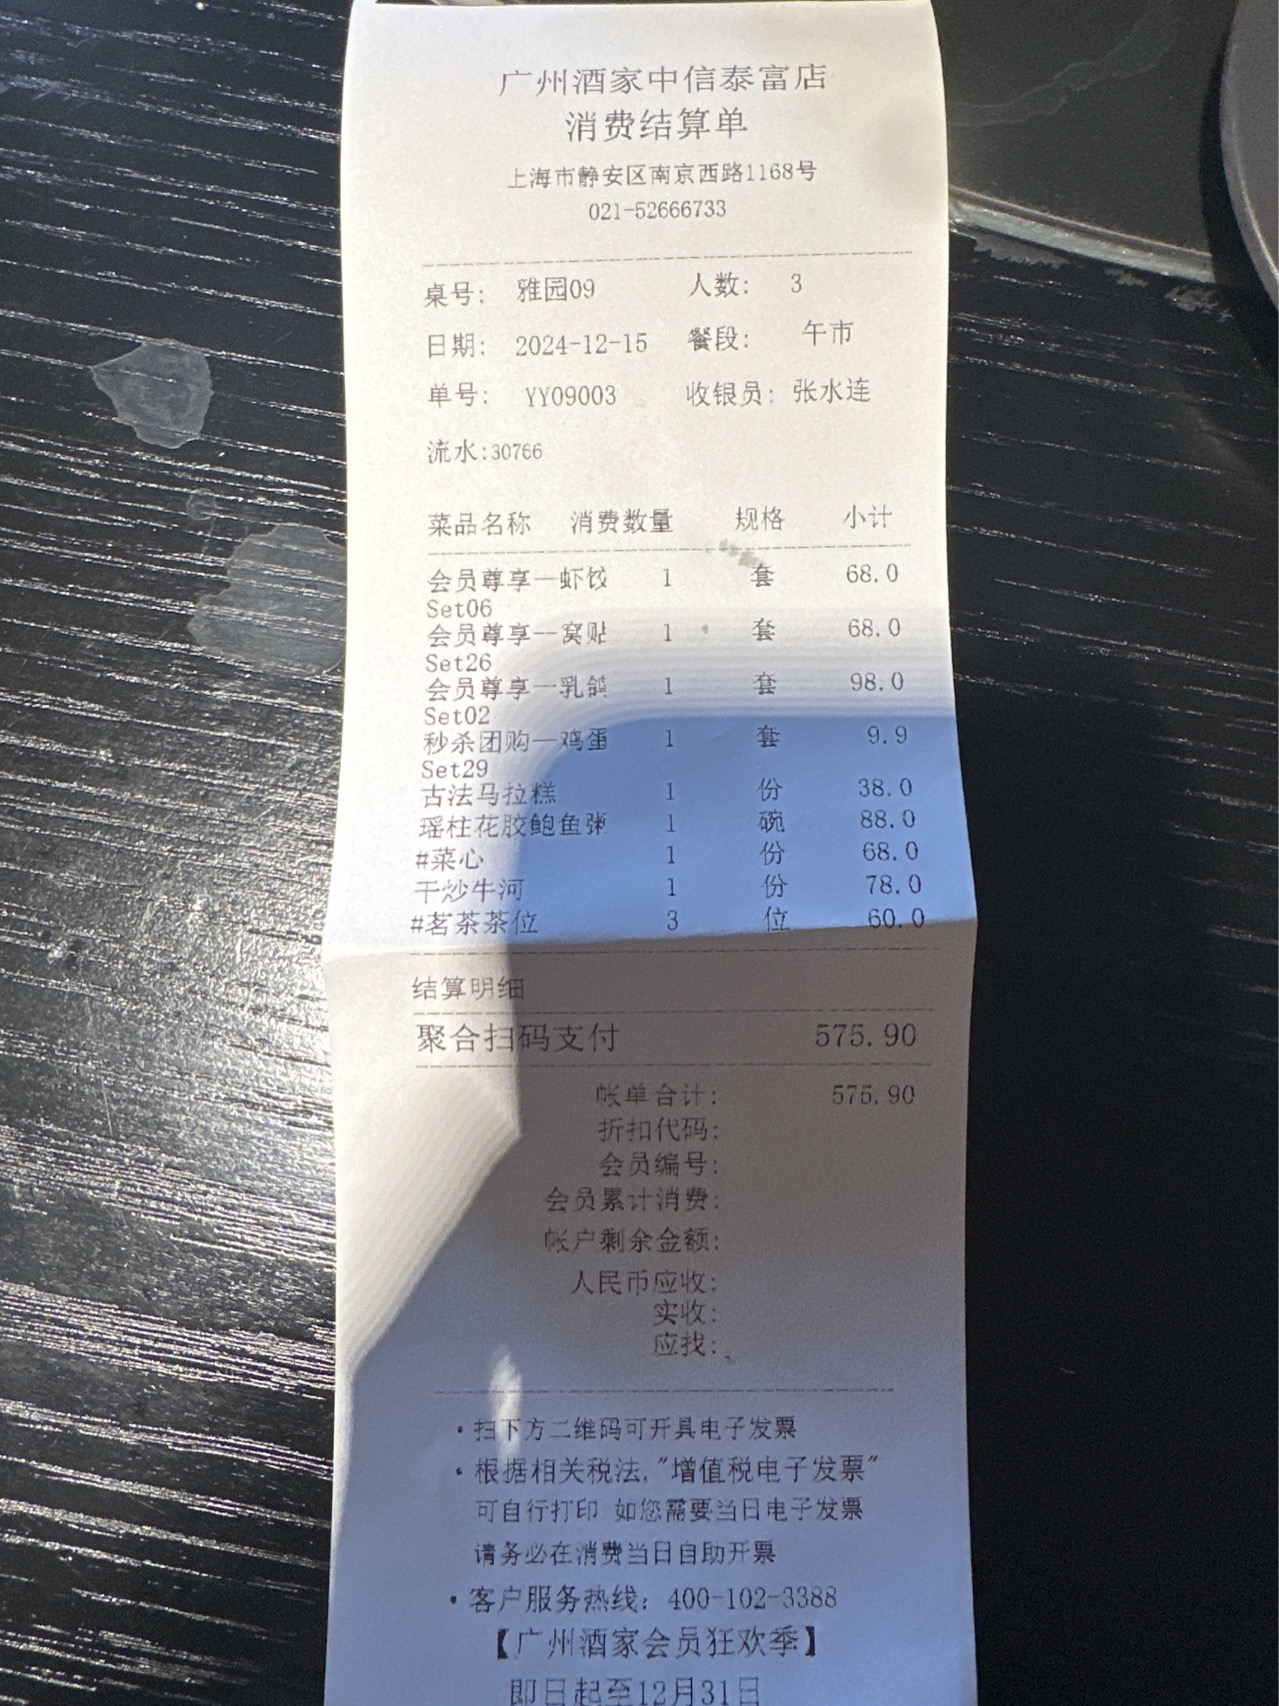 广州酒家中信泰富店
消费结算单
上海市静安区南京西路1168号
021-52666733
桌号: 雅园09 人数: 3
日期: 2024-12-15 餐段: 午市
单号: YY09003 收银员: 张水连
流水:30766
菜品名称 消费数量 规格 小计
会员尊享一虾饺 1 套 68.0
Set06
会员尊享一窝贴 1 套 68.0
Set26
会员尊享一乳鸽 1 套 98.0
Set02
秒杀团购一鸡蛋 1 套 9.9
Set29
古法马拉糕 1 份 38.0
瑶柱花胶鲍鱼粥 1 碗 88.0
#菜心 1 份 68.0
干炒牛河 1 份 78.0
#茗茶茶位 3 位 60.0
结算明细
聚合扫码支付 575.90
帐单合计: 575.90
折扣代码:
会员编号:
会员累计消费:
帐户剩余金额:
人民币应收:
实收:
应找:
·扫下方二维码可开具电子发票
·根据相关税法,"增值税电子发票"
可自行打印 如您需要当日电子发票
请务必在消费当日自助开票
·客户服务热线: 400-102-3388
【广州酒家会员狂欢季】
即日起至12月31日